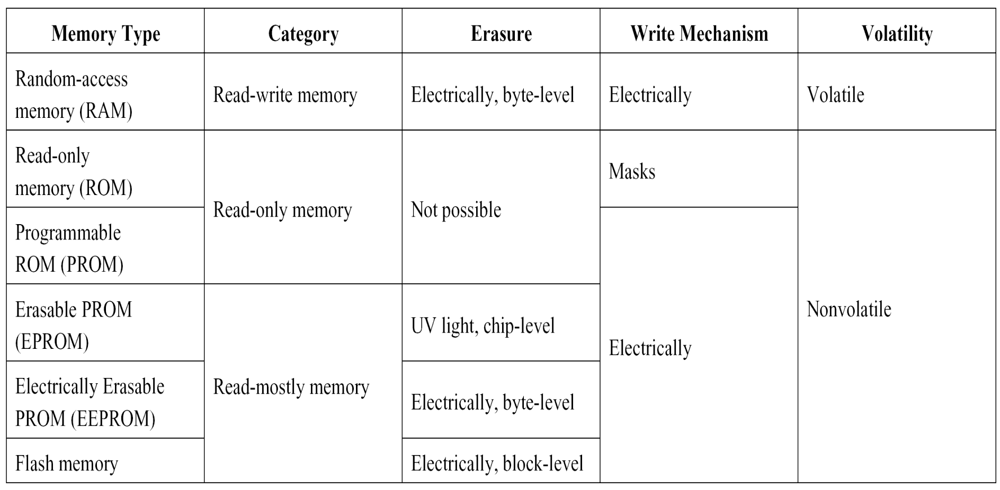 Memory Type
Category
Erasure
Write Mechanism
Volatility
Random-access
memory (RAM)
Read-write memory
Electrically, byte-level
Electrically
Volatile
Read-only
memory (ROM)
Read-only memory
Not possible
Masks
Nonvolatile
Programmable
ROM (PROM)
Electrically
Erasable PROM
(EPROM)
Read-mostly memory
UV light, chip-level
Electrically Erasable
PROM (EEPROM)
Electrically, byte-level
Flash memory
Electrically, block-level